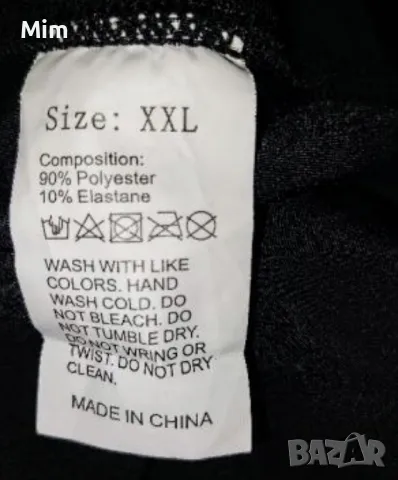 Mim
Size: XXL
Composition:
90% Polyester
10% Elastane
WASH WITH LIKE
COLORS. HAND
WASH COLD. DO
NOT BLEACH. DO
NOT TUMBLE DRY.
DO NOT WRING OR
TWIST. DO NOT DRY
CLEAN.
MADE IN CHINA
BAZAR